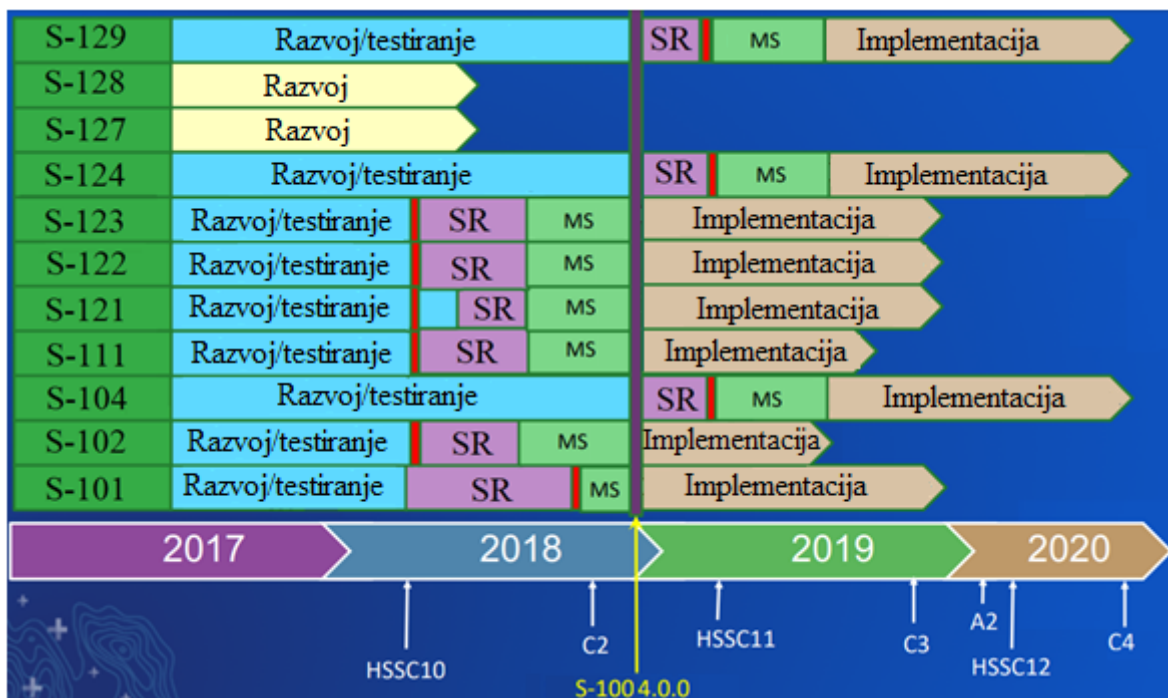 S-129 Razvoj/testiranje SR MS Implementacija
S-128 Razvoj
S-127 Razvoj
S-124 Razvoj/testiranje SR MS Implementacija
S-123 Razvoj/testiranje SR MS Implementacija
S-122 Razvoj/testiranje SR MS Implementacija
S-121 Razvoj/testiranje SR MS Implementacija
S-111 Razvoj/testiranje SR MS Implementacija
S-104 Razvoj/testiranje SR MS Implementacija
S-102 Razvoj/testiranje SR MS Implementacija
S-101 Razvoj/testiranje SR MS Implementacija
2017 2018 2019 2020
HSSC10 C2 HSSC11 C3 A2 HSSC12 C4
S-100 4.0.0